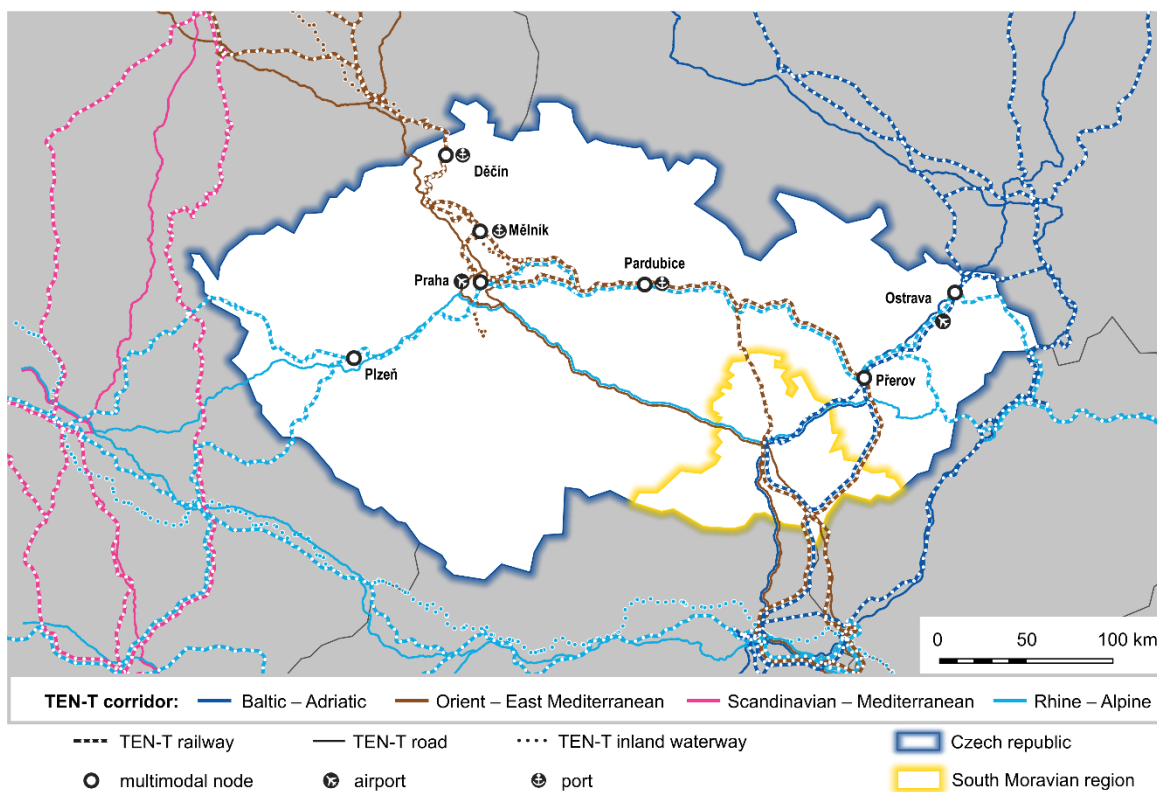 Děčín
Mělník
Praha
Pardubice
Ostrava
Plzeň
Přerov
0 50 100 km
TEN-T corridor: Baltic – Adriatic Orient – East Mediterranean Scandinavian – Mediterranean Rhine – Alpine
TEN-T railway TEN-T road TEN-T inland waterway Czech republic
multimodal node airport port South Moravian region